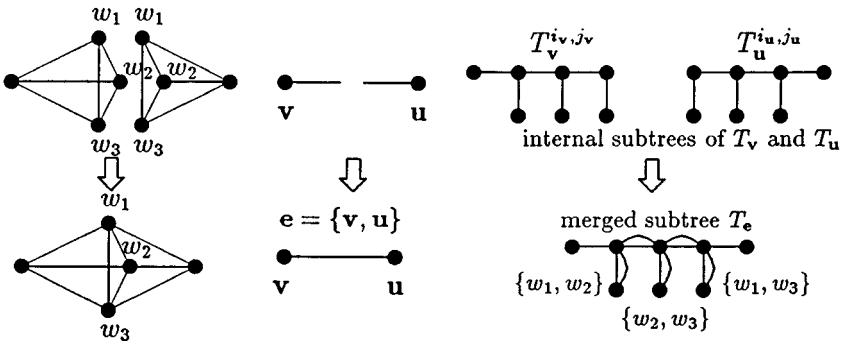 w₁ w₁
w₂ w₂
w₃ w₃
v u
T_v^{i_v,j_v} T_u^{i_u,j_u}
internal subtrees of T_v and T_u
w₁
w₂
w₃
e = {v, u}
v u
merged subtree T_e
{w₁, w₂} {w₁, w₃}
{w₂, w₃}